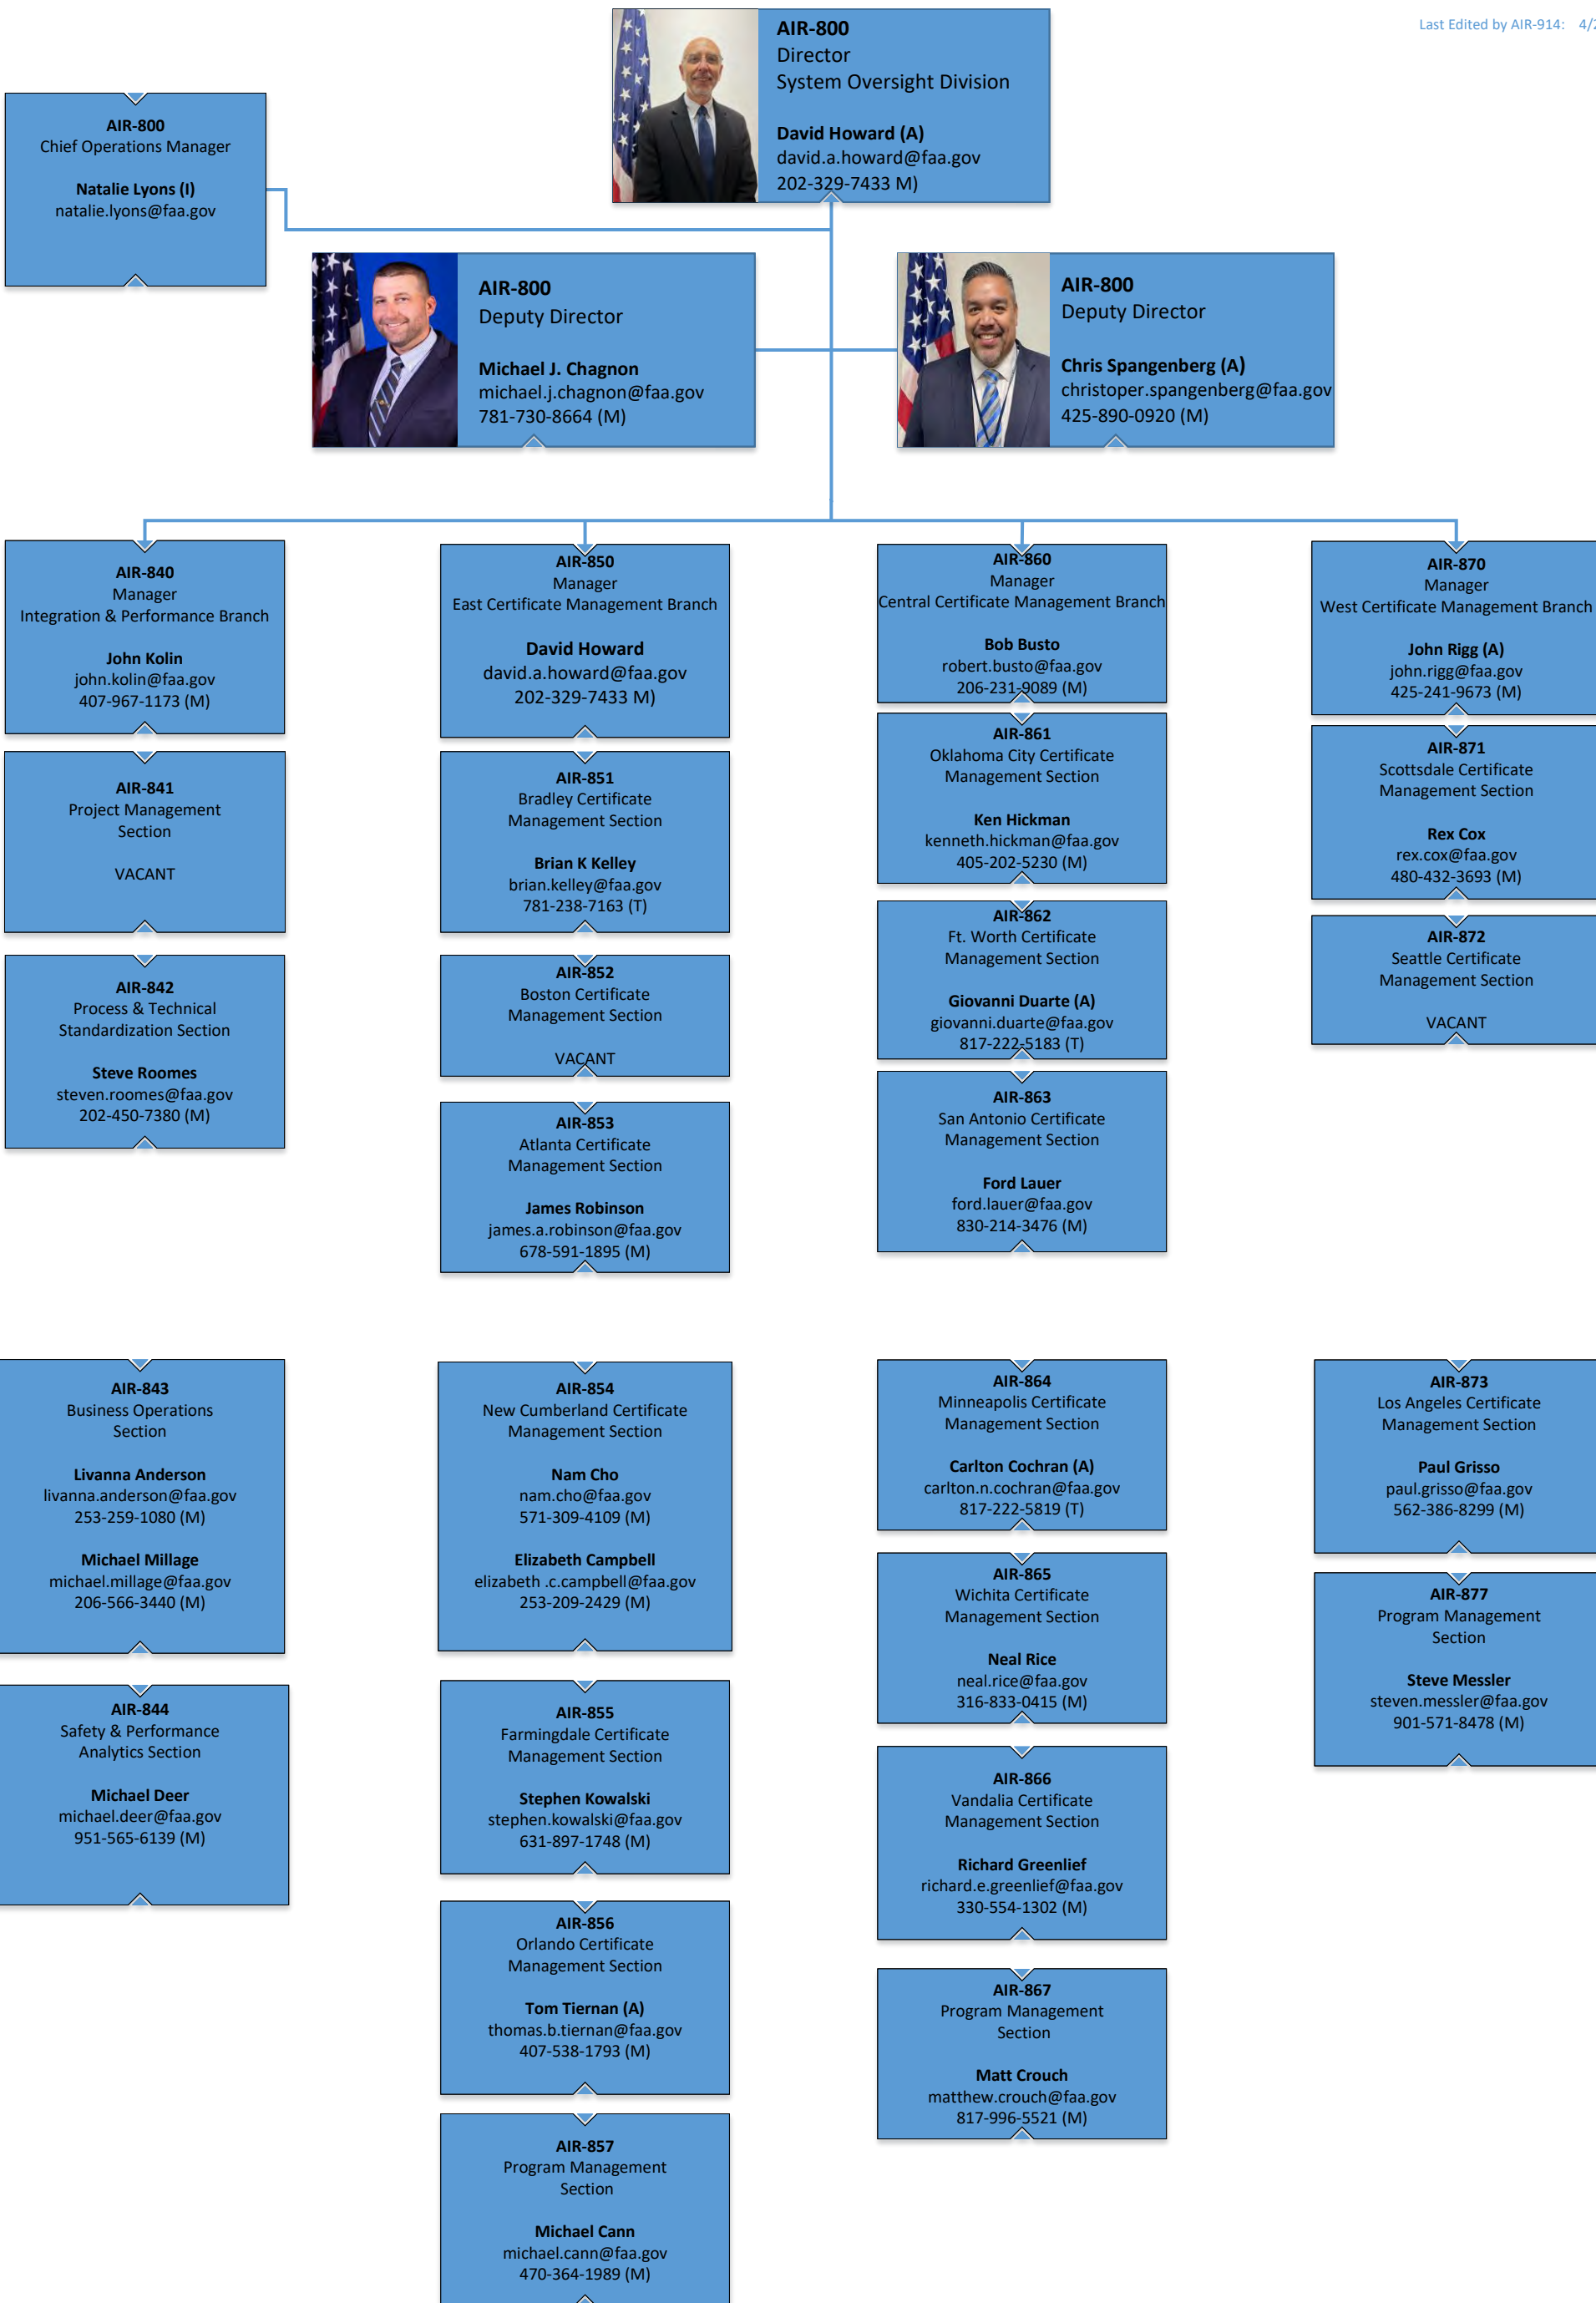 Last Edited by AIR-914: 4/2
AIR-800
Director
System Oversight Division
David Howard (A)
david.a.howard@faa.gov
202-329-7433 M)
AIR-800
Chief Operations Manager
Natalie Lyons (I)
natalie.lyons@faa.gov
AIR-800
Deputy Director
Michael J. Chagnon
michael.j.chagnon@faa.gov
781-730-8664 (M)
AIR-800
Deputy Director
Chris Spangenberg (A)
christoper.spangenberg@faa.gov
425-890-0920 (M)
AIR-840
Manager
Integration & Performance Branch
John Kolin
john.kolin@faa.gov
407-967-1173 (M)
AIR-841
Project Management
Section
VACANT
AIR-842
Process & Technical
Standardization Section
Steve Roomes
steven.roomes@faa.gov
202-450-7380 (M)
AIR-843
Business Operations
Section
Livanna Anderson
livanna.anderson@faa.gov
253-259-1080 (M)
Michael Millage
michael.millage@faa.gov
206-566-3440 (M)
AIR-844
Safety & Performance
Analytics Section
Michael Deer
michael.deer@faa.gov
951-565-6139 (M)
AIR-850
Manager
East Certificate Management Branch
David Howard
david.a.howard@faa.gov
202-329-7433 M)
AIR-851
Bradley Certificate
Management Section
Brian K Kelley
brian.kelley@faa.gov
781-238-7163 (T)
AIR-852
Boston Certificate
Management Section
VACANT
AIR-853
Atlanta Certificate
Management Section
James Robinson
james.a.robinson@faa.gov
678-591-1895 (M)
AIR-854
New Cumberland Certificate
Management Section
Nam Cho
nam.cho@faa.gov
571-309-4109 (M)
Elizabeth Campbell
elizabeth .c.campbell@faa.gov
253-209-2429 (M)
AIR-855
Farmingdale Certificate
Management Section
Stephen Kowalski
stephen.kowalski@faa.gov
631-897-1748 (M)
AIR-856
Orlando Certificate
Management Section
Tom Tiernan (A)
thomas.b.tiernan@faa.gov
407-538-1793 (M)
AIR-857
Program Management
Section
Michael Cann
michael.cann@faa.gov
470-364-1989 (M)
AIR-860
Manager
Central Certificate Management Branch
Bob Busto
robert.busto@faa.gov
206-231-9089 (M)
AIR-861
Oklahoma City Certificate
Management Section
Ken Hickman
kenneth.hickman@faa.gov
405-202-5230 (M)
AIR-862
Ft. Worth Certificate
Management Section
Giovanni Duarte (A)
giovanni.duarte@faa.gov
817-222-5183 (T)
AIR-863
San Antonio Certificate
Management Section
Ford Lauer
ford.lauer@faa.gov
830-214-3476 (M)
AIR-864
Minneapolis Certificate
Management Section
Carlton Cochran (A)
carlton.n.cochran@faa.gov
817-222-5819 (T)
AIR-865
Wichita Certificate
Management Section
Neal Rice
neal.rice@faa.gov
316-833-0415 (M)
AIR-866
Vandalia Certificate
Management Section
Richard Greenlief
richard.e.greenlief@faa.gov
330-554-1302 (M)
AIR-867
Program Management
Section
Matt Crouch
matthew.crouch@faa.gov
817-996-5521 (M)
AIR-870
Manager
West Certificate Management Branch
John Rigg (A)
john.rigg@faa.gov
425-241-9673 (M)
AIR-871
Scottsdale Certificate
Management Section
Rex Cox
rex.cox@faa.gov
480-432-3693 (M)
AIR-872
Seattle Certificate
Management Section
VACANT
AIR-873
Los Angeles Certificate
Management Section
Paul Grisso
paul.grisso@faa.gov
562-386-8299 (M)
AIR-877
Program Management
Section
Steve Messler
steven.messler@faa.gov
901-571-8478 (M)